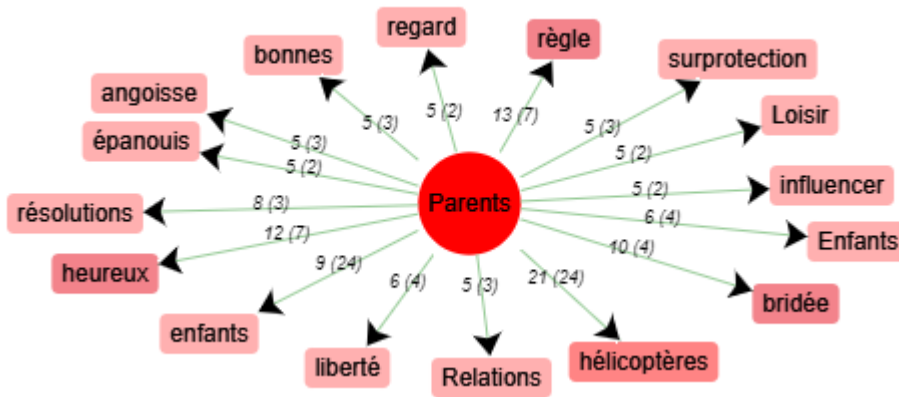 regard
règle
bonnes
surprotection
angoisse
Loisir
épanouis
5 (3)
5 (2)
13 (7)
5 (3)
5 (3)
5 (2)
5 (2)
résolutions
8 (3)
Parents
5 (2)
influencer
6 (4)
Enfants
heureux
12 (7)
10 (4)
bridée
9 (24)
6 (4)
5 (3)
21 (24)
enfants
liberté
Relations
hélicoptères